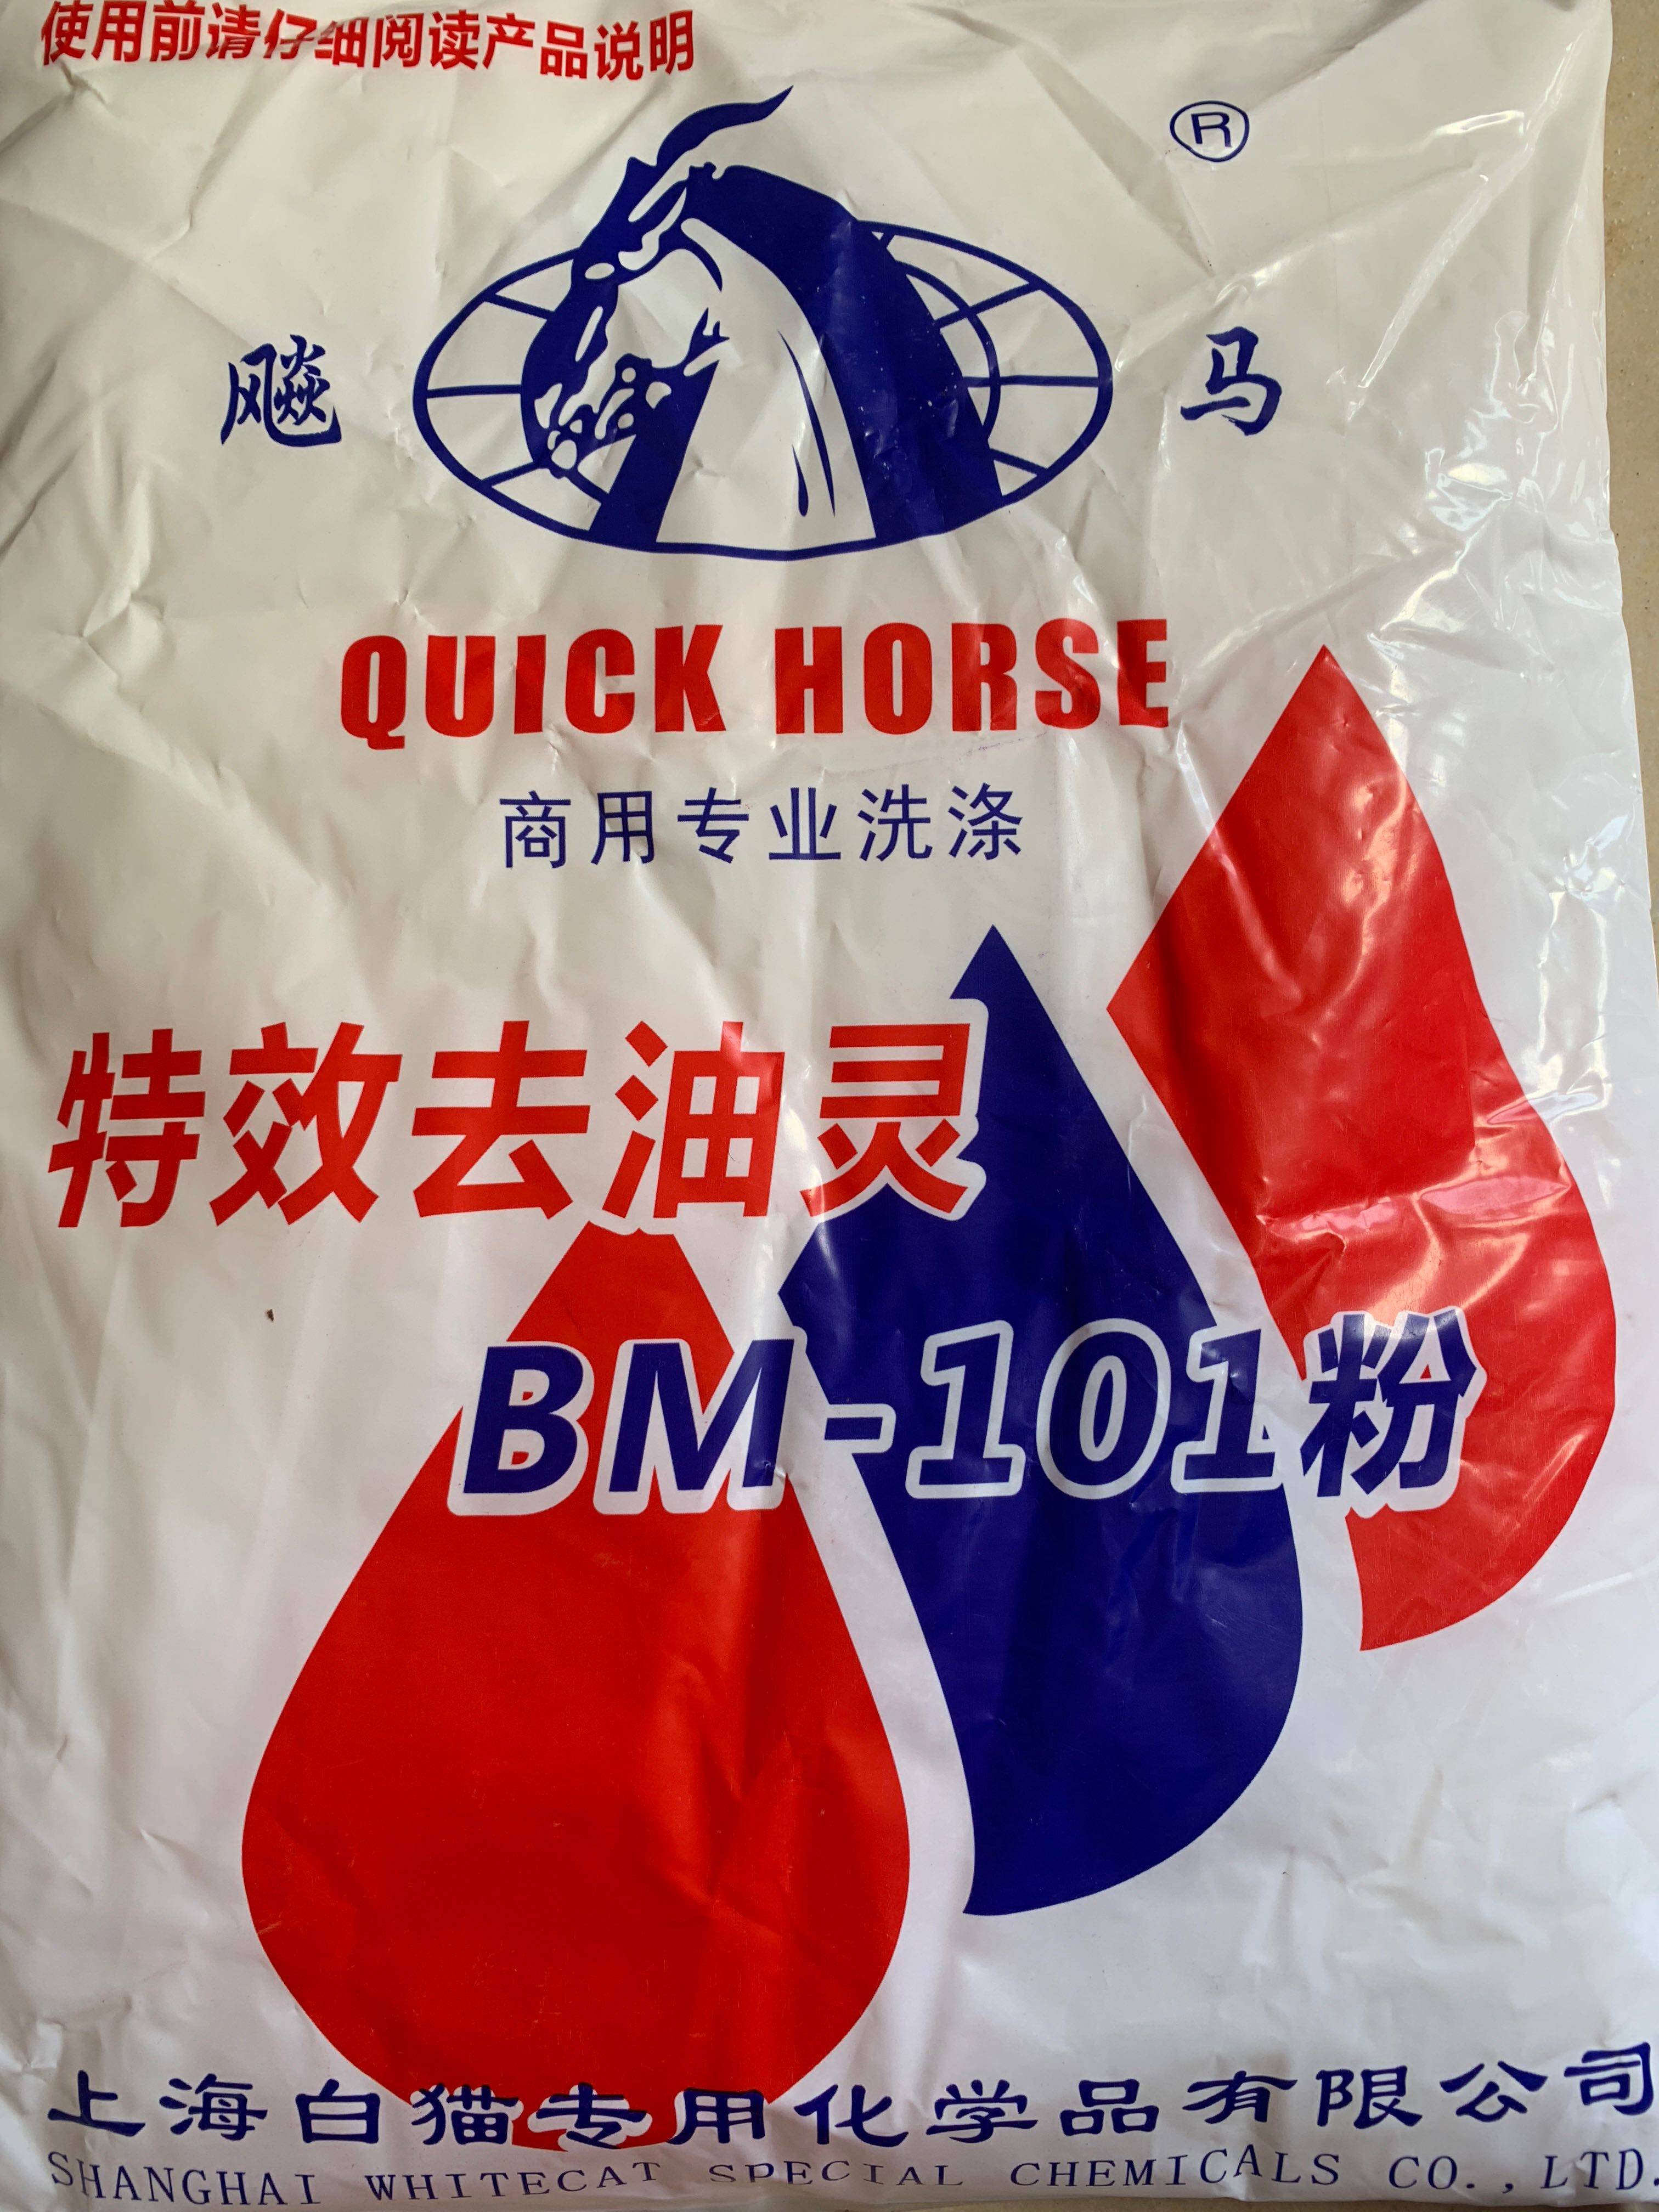 使用前请仔细阅读产品说明
®
飚 马
QUICK HORSE
商用专业洗涤
特效去油灵
BM-101粉
上海白猫专用化学品有限公司
SHANGHAI WHITECAT SPECIAL CHEMICALS CO.,LTD.